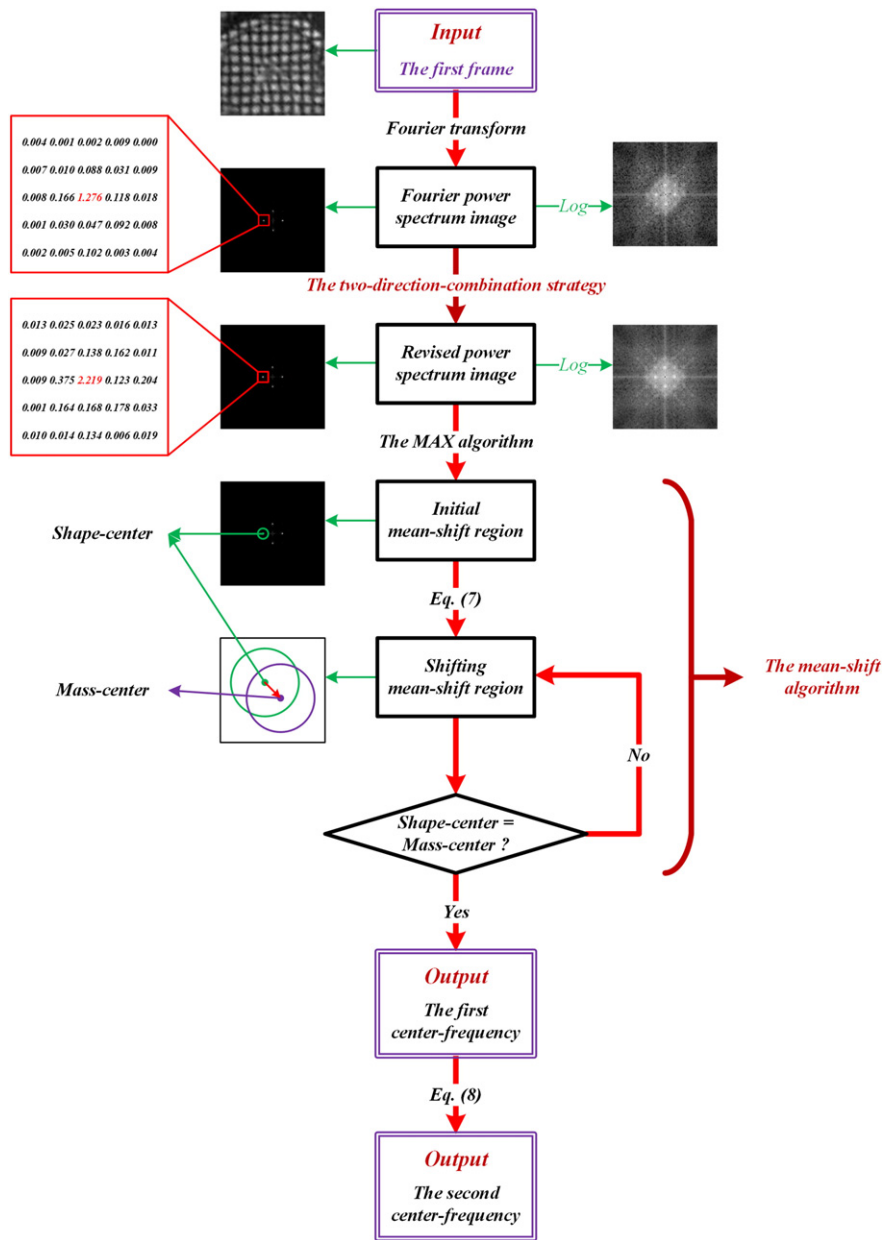 Input
The first frame
Fourier transform
0.004 0.001 0.002 0.009 0.000
0.007 0.010 0.088 0.031 0.009
0.008 0.166 1.276 0.118 0.018
0.001 0.030 0.047 0.092 0.008
0.002 0.005 0.102 0.003 0.004
Fourier power
spectrum image
Log
The two-direction-combination strategy
0.013 0.025 0.023 0.016 0.013
0.009 0.027 0.138 0.162 0.011
0.009 0.375 2.219 0.123 0.204
0.001 0.164 0.168 0.178 0.033
0.010 0.014 0.134 0.006 0.019
Revised power
spectrum image
Log
The MAX algorithm
Initial
mean-shift region
Shape-center
Eq. (7)
Shifting
mean-shift region
Mass-center
The mean-shift
algorithm
No
Shape-center =
Mass-center ?
Yes
Output
The first
center-frequency
Eq. (8)
Output
The second
center-frequency